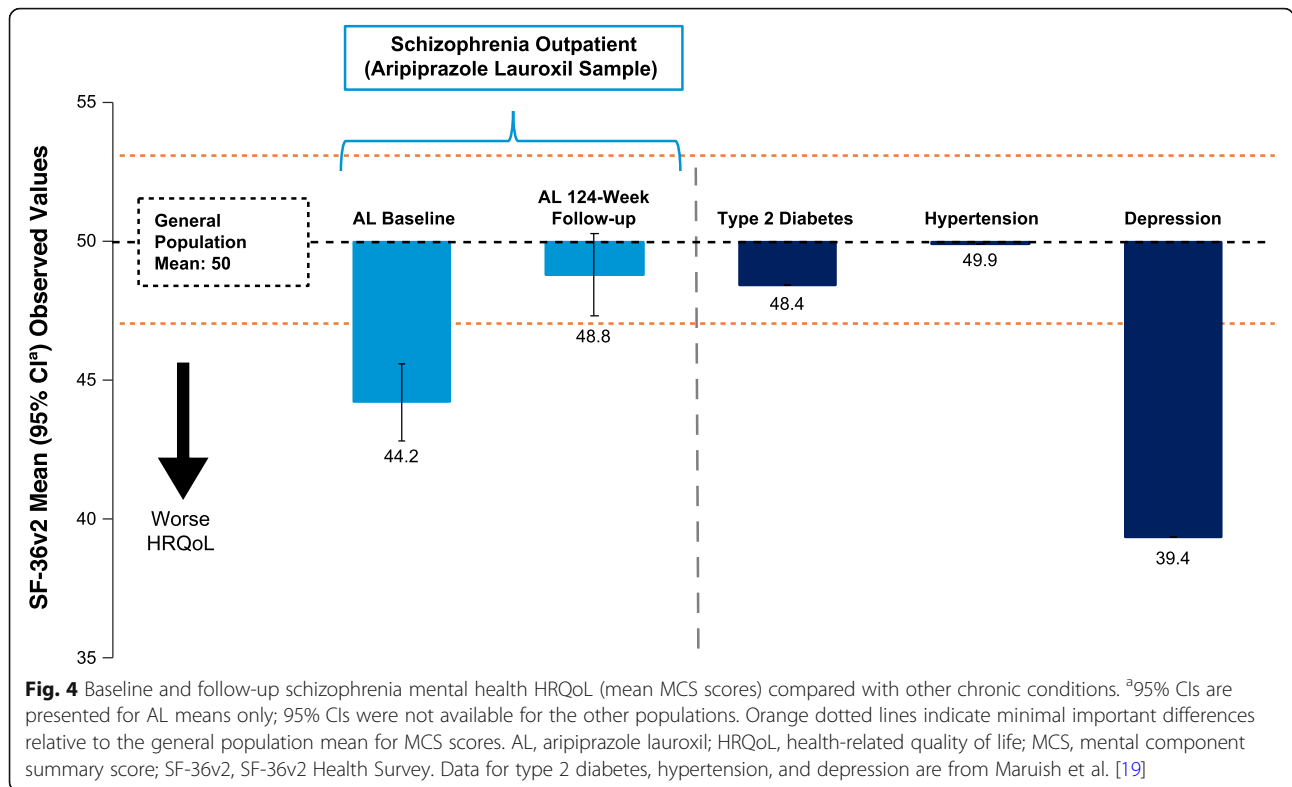 Schizophrenia Outpatient
(Aripiprazole Lauroxil Sample)
55
50
45
40
35
SF-36v2 Mean (95% CIᵃ) Observed Values
General
Population
Mean: 50
Worse
HRQoL
AL Baseline
44.2
AL 124-Week
Follow-up
48.8
Type 2 Diabetes
48.4
Hypertension
49.9
Depression
39.4
Fig. 4 Baseline and follow-up schizophrenia mental health HRQoL (mean MCS scores) compared with other chronic conditions. ᵃ95% CIs are
presented for AL means only; 95% CIs were not available for the other populations. Orange dotted lines indicate minimal important differences
relative to the general population mean for MCS scores. AL, aripiprazole lauroxil; HRQoL, health-related quality of life; MCS, mental component
summary score; SF-36v2, SF-36v2 Health Survey. Data for type 2 diabetes, hypertension, and depression are from Maruish et al. [19]